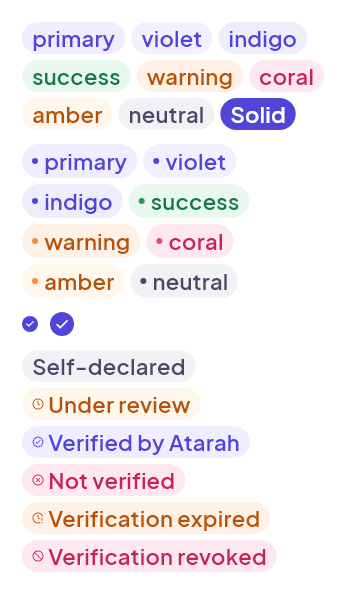 primary violet indigo
success warning coral
amber neutral Solid
primary violet
indigo success
warning coral
amber neutral
Self-declared
Under review
Verified by Atarah
Not verified
Verification expired
Verification revoked